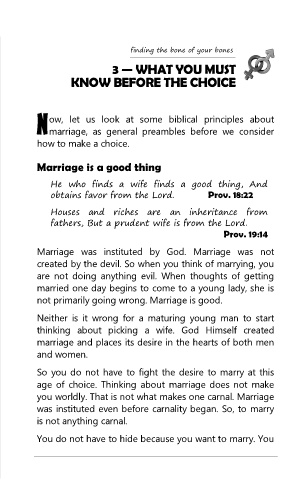 finding the bone of your bones
3 — WHAT YOU MUST
KNOW BEFORE THE CHOICE
Now, let us look at some biblical principles about
marriage, as general preambles before we consider
how to make a choice.
Marriage is a good thing
He who finds a wife finds a good thing, And
obtains favor from the Lord. Prov. 18:22
Houses and riches are an inheritance from
fathers, But a prudent wife is from the Lord.
Prov. 19:14
Marriage was instituted by God. Marriage was not
created by the devil. So when you think of marrying, you
are not doing anything evil. When thoughts of getting
married one day begins to come to a young lady, she is
not primarily going wrong. Marriage is good.
Neither is it wrong for a maturing young man to start
thinking about picking a wife. God Himself created
marriage and places its desire in the hearts of both men
and women.
So you do not have to fight the desire to marry at this
age of choice. Thinking about marriage does not make
you worldly. That is not what makes one carnal. Marriage
was instituted even before carnality began. So, to marry
is not anything carnal.
You do not have to hide because you want to marry. You